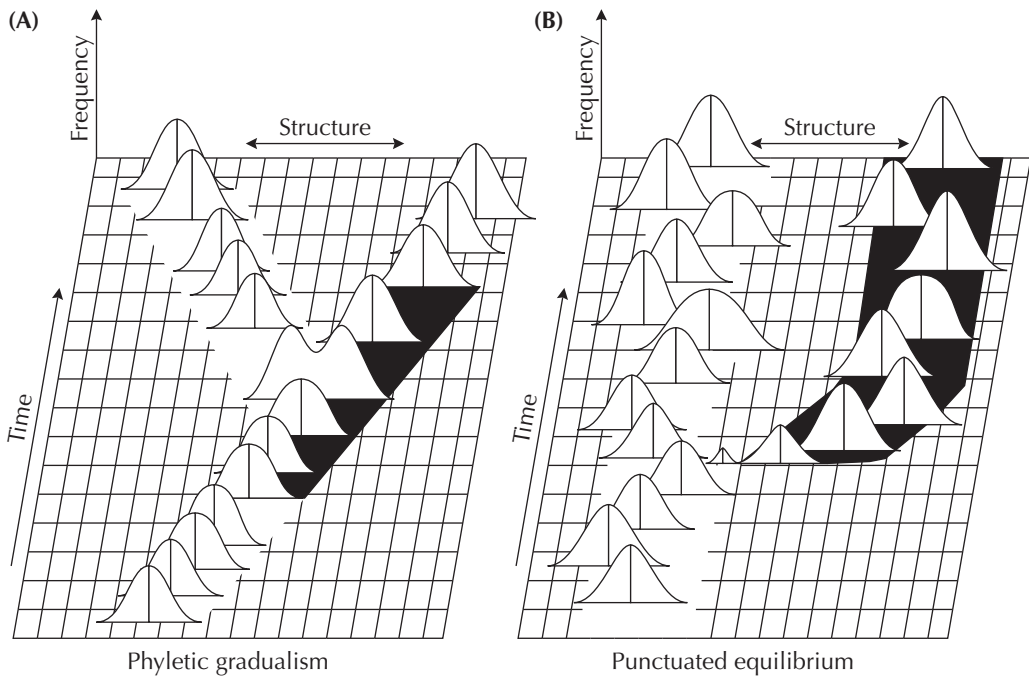 (A)
Frequency
Structure
Time
Phyletic gradualism
(B)
Frequency
Structure
Time
Punctuated equilibrium